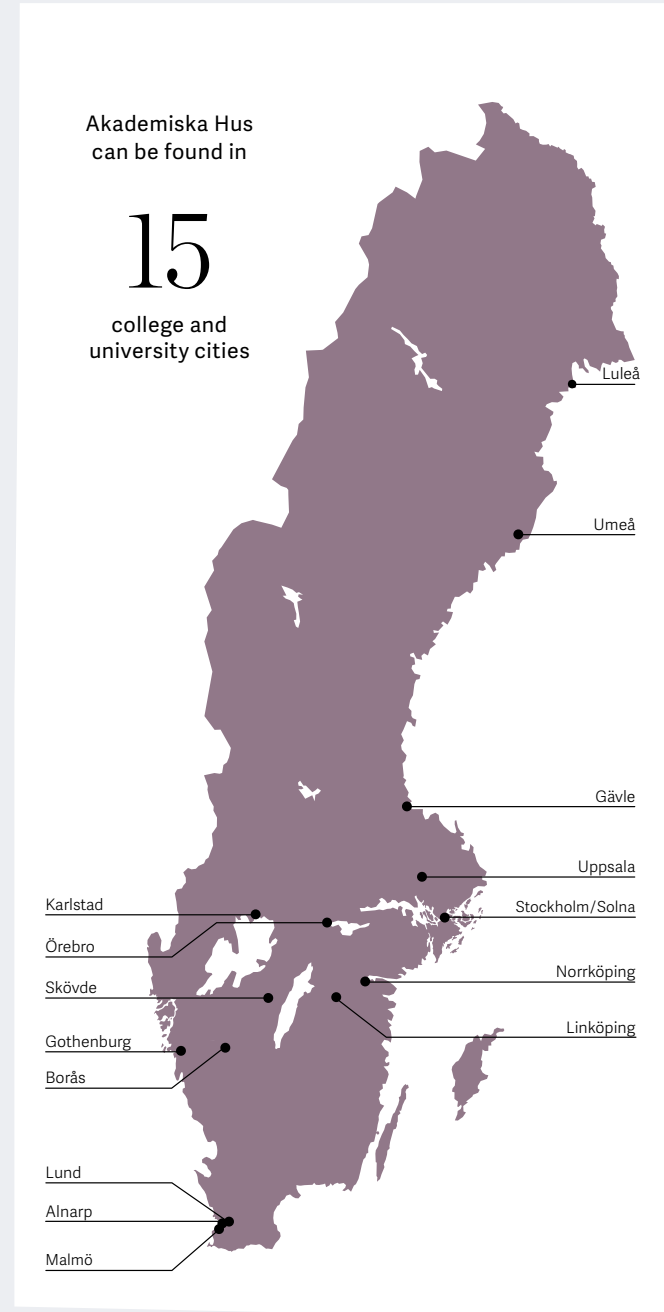 Akademiska Hus
can be found in
15
college and
university cities
Luleå
Umeå
Gävle
Uppsala
Stockholm/Solna
Norrköping
Linköping
Karlstad
Örebro
Skövde
Gothenburg
Borås
Lund
Alnarp
Malmö